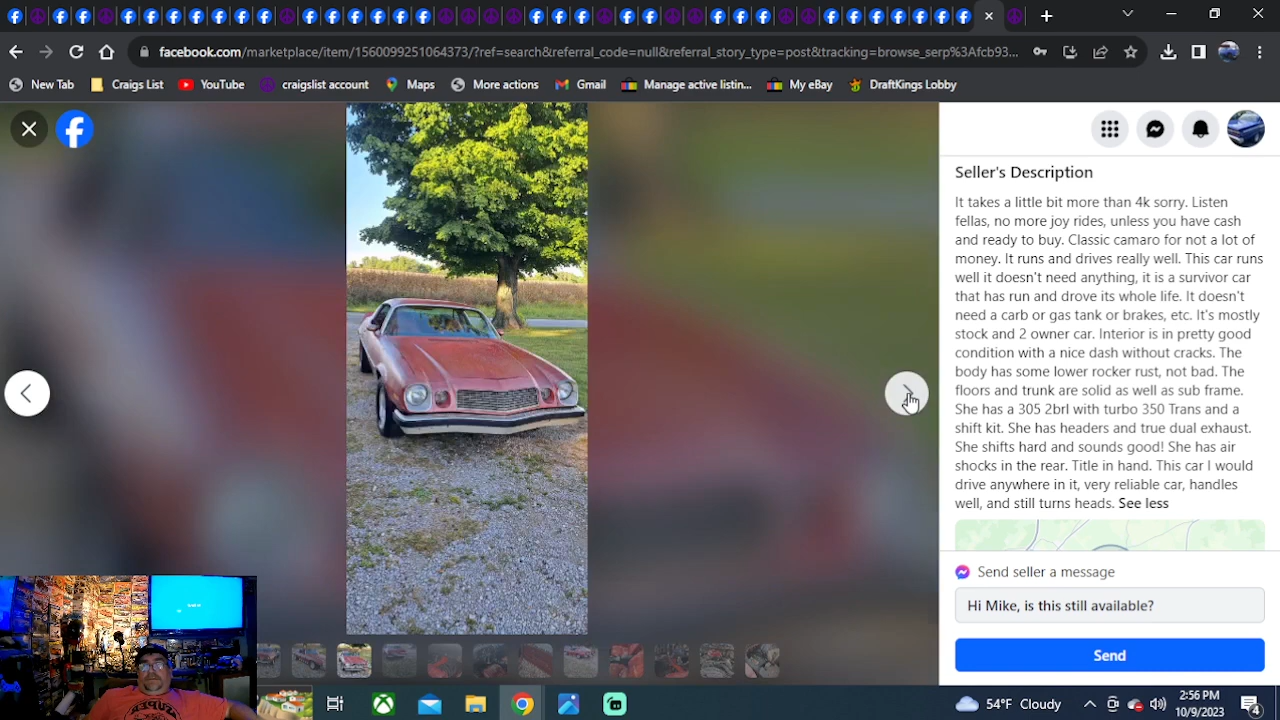 facebook.com/marketplace/item/1560099251064373/?ref=search&referral_code=null&referral_story_type=post&tracking=browse_serp%3Afcb93...
New Tab Craigs List YouTube craigslist account Maps More actions Gmail Manage active listin... My eBay DraftKings Lobby
Seller's Description
It takes a little bit more than 4k sorry. Listen
fellas, no more joy rides, unless you have cash
and ready to buy. Classic camaro for not a lot of
money. It runs and drives really well. This car runs
well it doesn't need anything, it is a survivor car
that has run and drove its whole life. It doesn't
need a carb or gas tank or brakes, etc. It's mostly
stock and 2 owner car. Interior is in pretty good
condition with a nice dash without cracks. The
body has some lower rocker rust, not bad. The
floors and trunk are solid as well as sub frame.
She has a 305 2brl with turbo 350 Trans and a
shift kit. She has headers and true dual exhaust.
She shifts hard and sounds good! She has air
shocks in the rear. Title in hand. This car I would
drive anywhere in it, very reliable car, handles
well, and still turns heads. See less
Send seller a message
Hi Mike, is this still available?
Send
54°F Cloudy
2:56 PM
10/9/2023
4